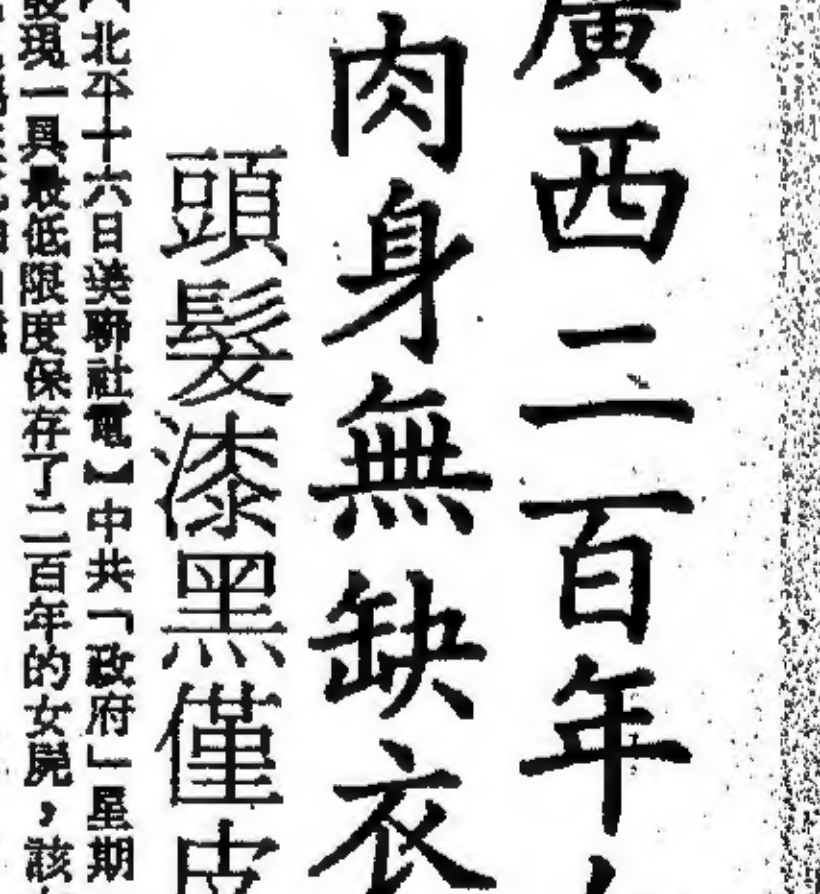 廣西二百年
肉身無缺衣
頭髮漆黑僅皮
北平十六日美聯社電】中共「政府」星期
發現一具最低限度保存了二百年的女屍，該